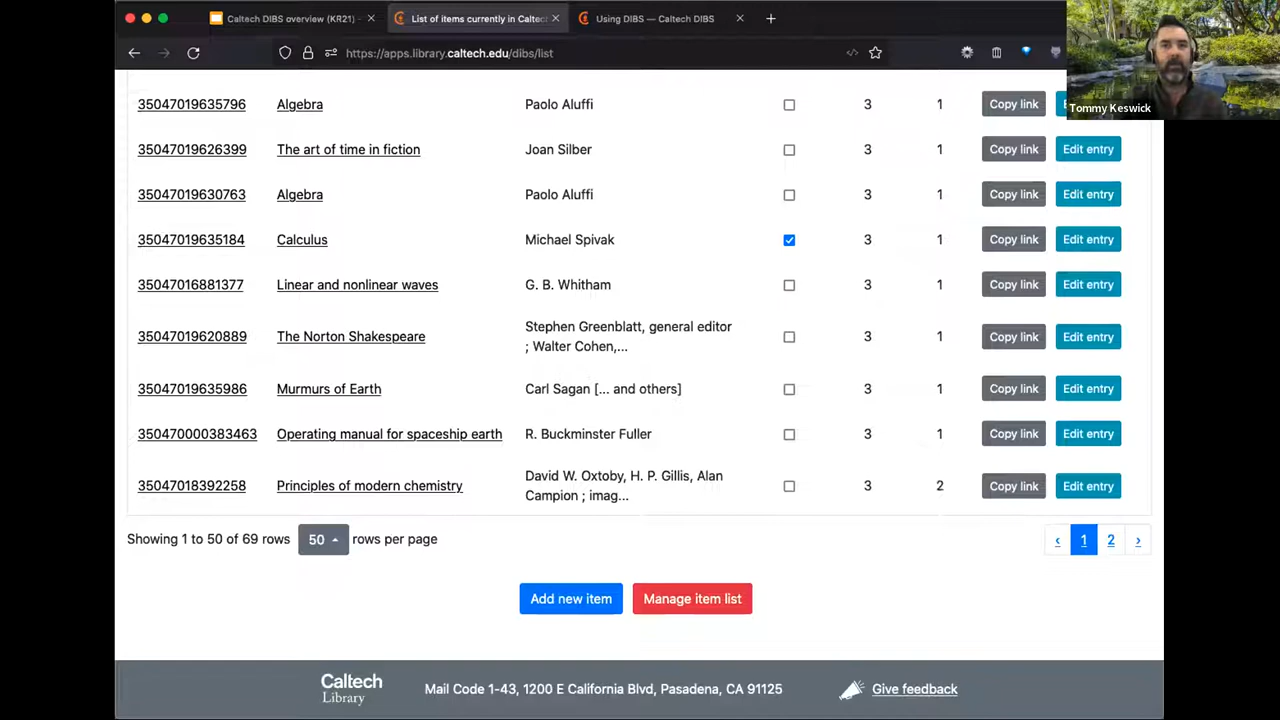 Caltech DIBS overview (KR21) -
List of items currently in Caltec
Using DIBS — Caltech DIBS
https://apps.library.caltech.edu/dibs/list
Tommy Keswick
35047019635796 Algebra Paolo Aluffi 3 1 Copy link
35047019626399 The art of time in fiction Joan Silber 3 1 Copy link Edit entry
35047019630763 Algebra Paolo Aluffi 3 1 Copy link Edit entry
35047019635184 Calculus Michael Spivak 3 1 Copy link Edit entry
35047016881377 Linear and nonlinear waves G. B. Whitham 3 1 Copy link Edit entry
35047019620889 The Norton Shakespeare Stephen Greenblatt, general editor 3 1 Copy link Edit entry
; Walter Cohen,...
35047019635986 Murmurs of Earth Carl Sagan [... and others] 3 1 Copy link Edit entry
350470000383463 Operating manual for spaceship earth R. Buckminster Fuller 3 1 Copy link Edit entry
35047018392258 Principles of modern chemistry David W. Oxtoby, H. P. Gillis, Alan 3 2 Copy link Edit entry
Campion ; imag...
Showing 1 to 50 of 69 rows 50 rows per page ‹ 1 2 ›
Add new item Manage item list
Caltech
Library
Mail Code 1-43, 1200 E California Blvd, Pasadena, CA 91125
Give feedback